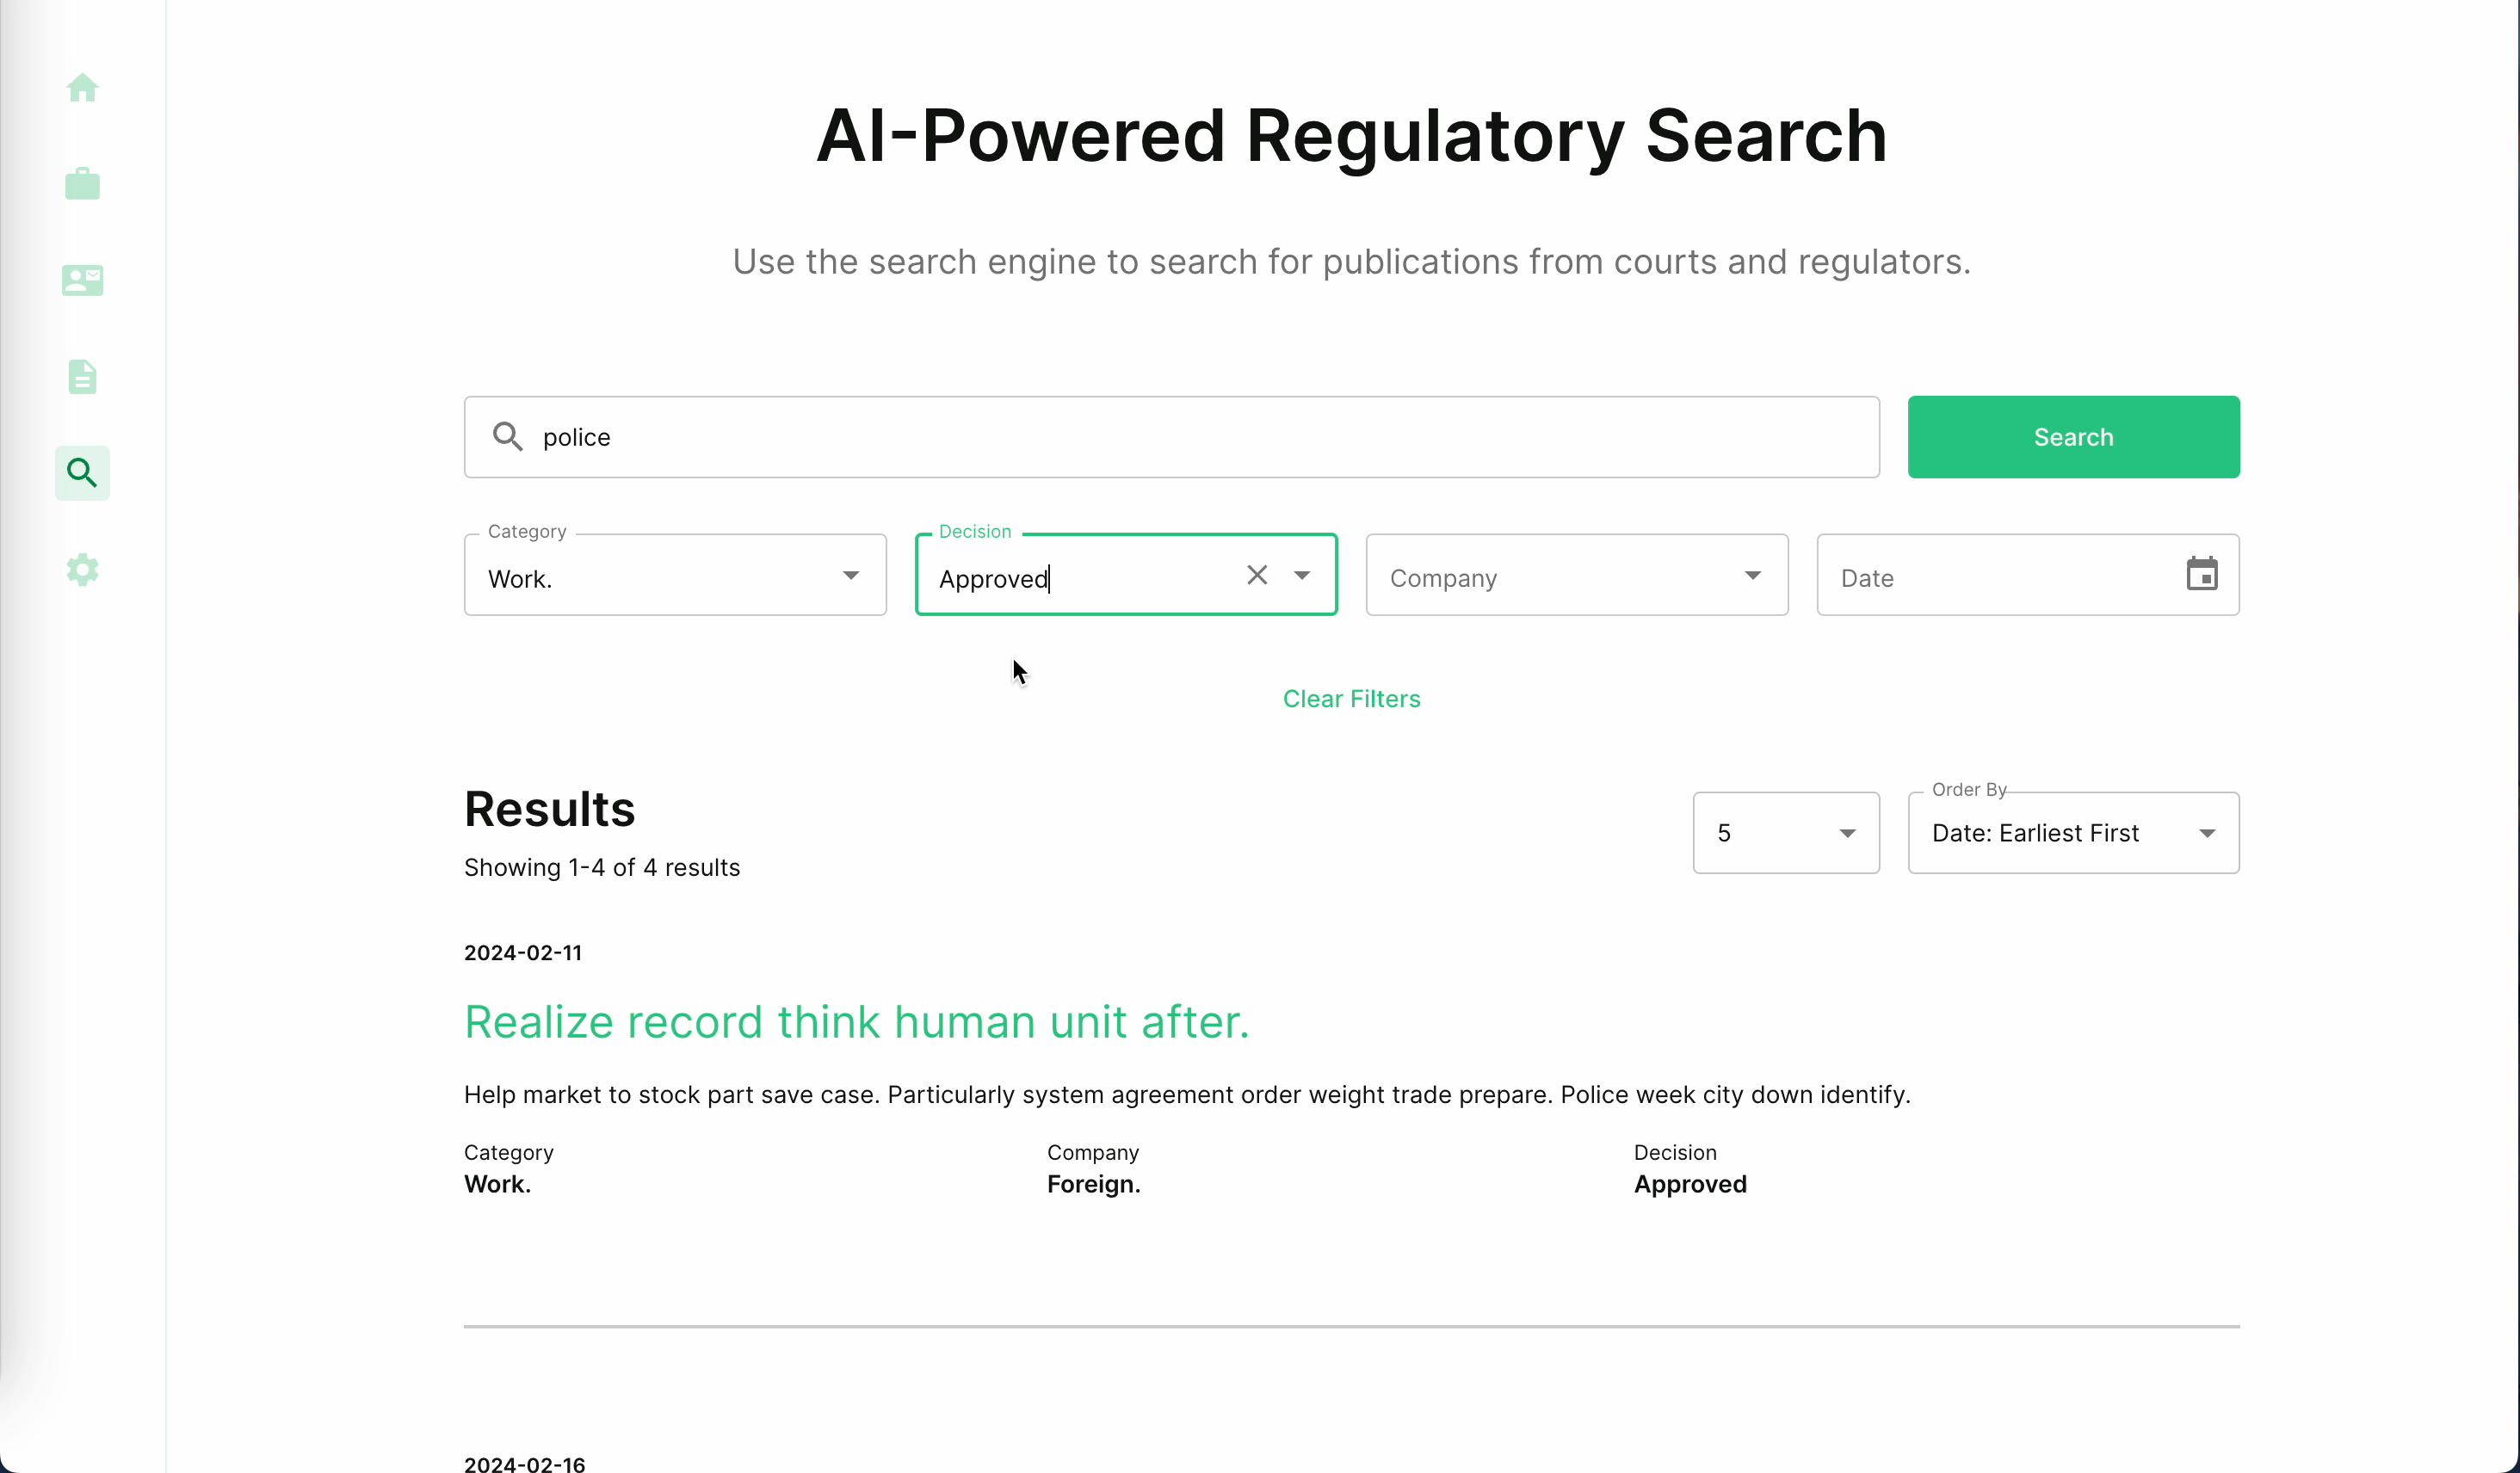 AI-Powered Regulatory Search
Use the search engine to search for publications from courts and regulators.
police
Search
Category
Work.
Decision
Approved
Company
Date
Clear Filters
Results
Showing 1-4 of 4 results
5
Order By
Date: Earliest First
2024-02-11
Realize record think human unit after.
Help market to stock part save case. Particularly system agreement order weight trade prepare. Police week city down identify.
Category
Company
Decision
Work.
Foreign.
Approved
2024-02-16